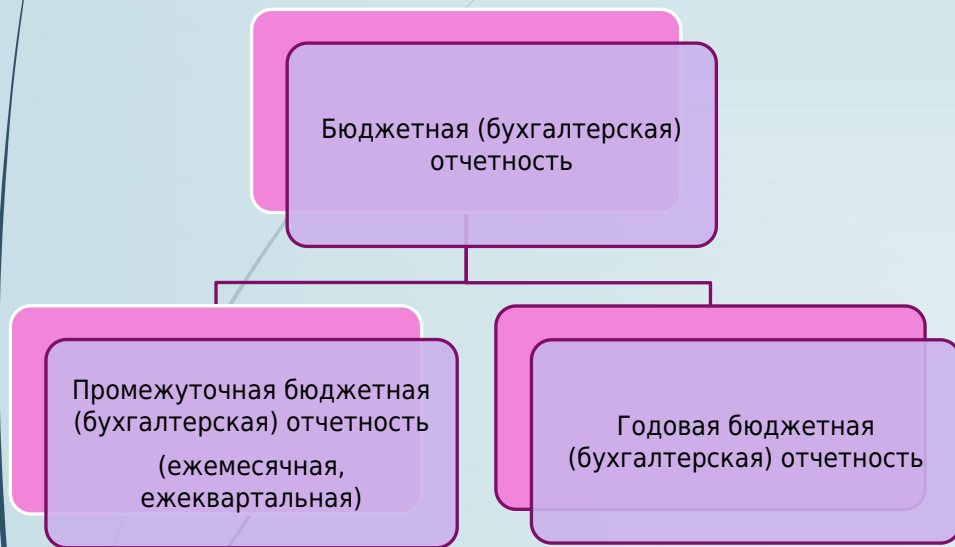 Бюджетная (бухгалтерская)
отчетность
Промежуточная бюджетная
(бухгалтерская) отчетность
(ежемесячная,
ежеквартальная)
Годовая бюджетная
(бухгалтерская) отчетность